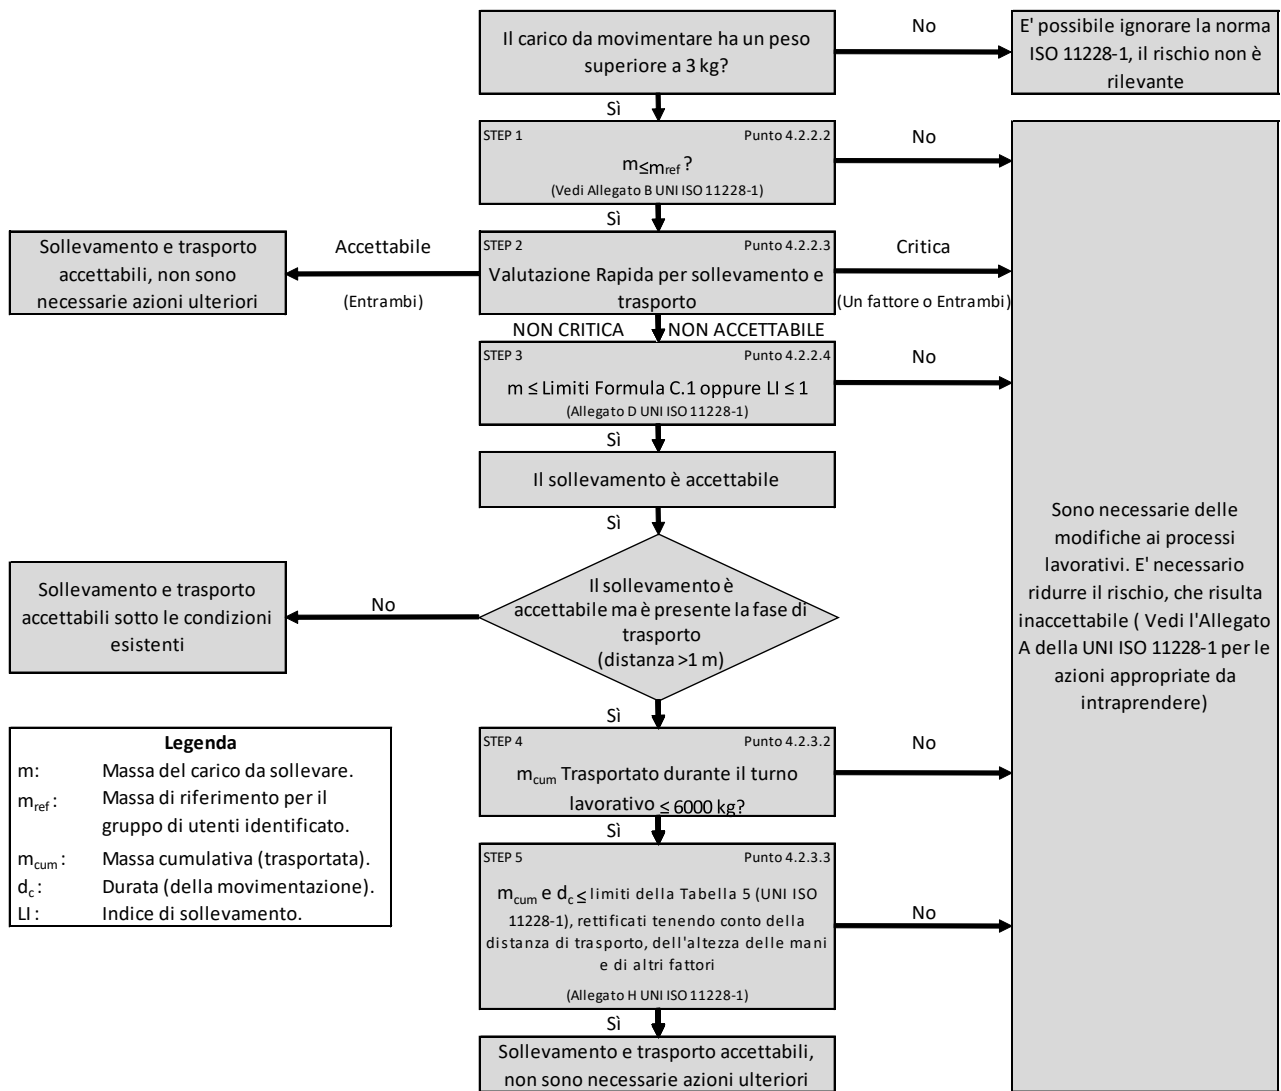 Il carico da movimentare ha un peso
superiore a 3 kg?
No
E' possibile ignorare la norma
ISO 11228-1, il rischio non è
rilevante
Sì
STEP 1 Punto 4.2.2.2
m≤mref ?
(Vedi Allegato B UNI ISO 11228-1)
No
Sì
Sollevamento e trasporto
accettabili, non sono
necessarie azioni ulteriori
Accettabile
(Entrambi)
STEP 2 Punto 4.2.2.3
Valutazione Rapida per sollevamento e
trasporto
Critica
(Un fattore o Entrambi)
NON CRITICA NON ACCETTABILE
STEP 3 Punto 4.2.2.4
m ≤ Limiti Formula C.1 oppure LI ≤ 1
(Allegato D UNI ISO 11228-1)
No
Sì
Il sollevamento è accettabile
Sì
Sollevamento e trasporto
accettabili sotto le condizioni
esistenti
No
Il sollevamento è
accettabile ma è presente la fase di
trasporto
(distanza >1 m)
Sono necessarie delle
modifiche ai processi
lavorativi. E' necessario
ridurre il rischio, che risulta
inaccettabile ( Vedi l'Allegato
A della UNI ISO 11228-1 per le
azioni appropriate da
intraprendere)
Sì
STEP 4 Punto 4.2.3.2
mcum Trasportato durante il turno
lavorativo ≤ 6000 kg?
No
Sì
STEP 5 Punto 4.2.3.3
mcum e dc ≤ limiti della Tabella 5 (UNI ISO
11228-1), rettificati tenendo conto della
distanza di trasporto, dell'altezza delle mani
e di altri fattori
(Allegato H UNI ISO 11228-1)
No
Sì
Sollevamento e trasporto accettabili,
non sono necessarie azioni ulteriori
Legenda
m: Massa del carico da sollevare.
mref : Massa di riferimento per il
gruppo di utenti identificato.
mcum : Massa cumulativa (trasportata).
dc : Durata (della movimentazione).
LI : Indice di sollevamento.